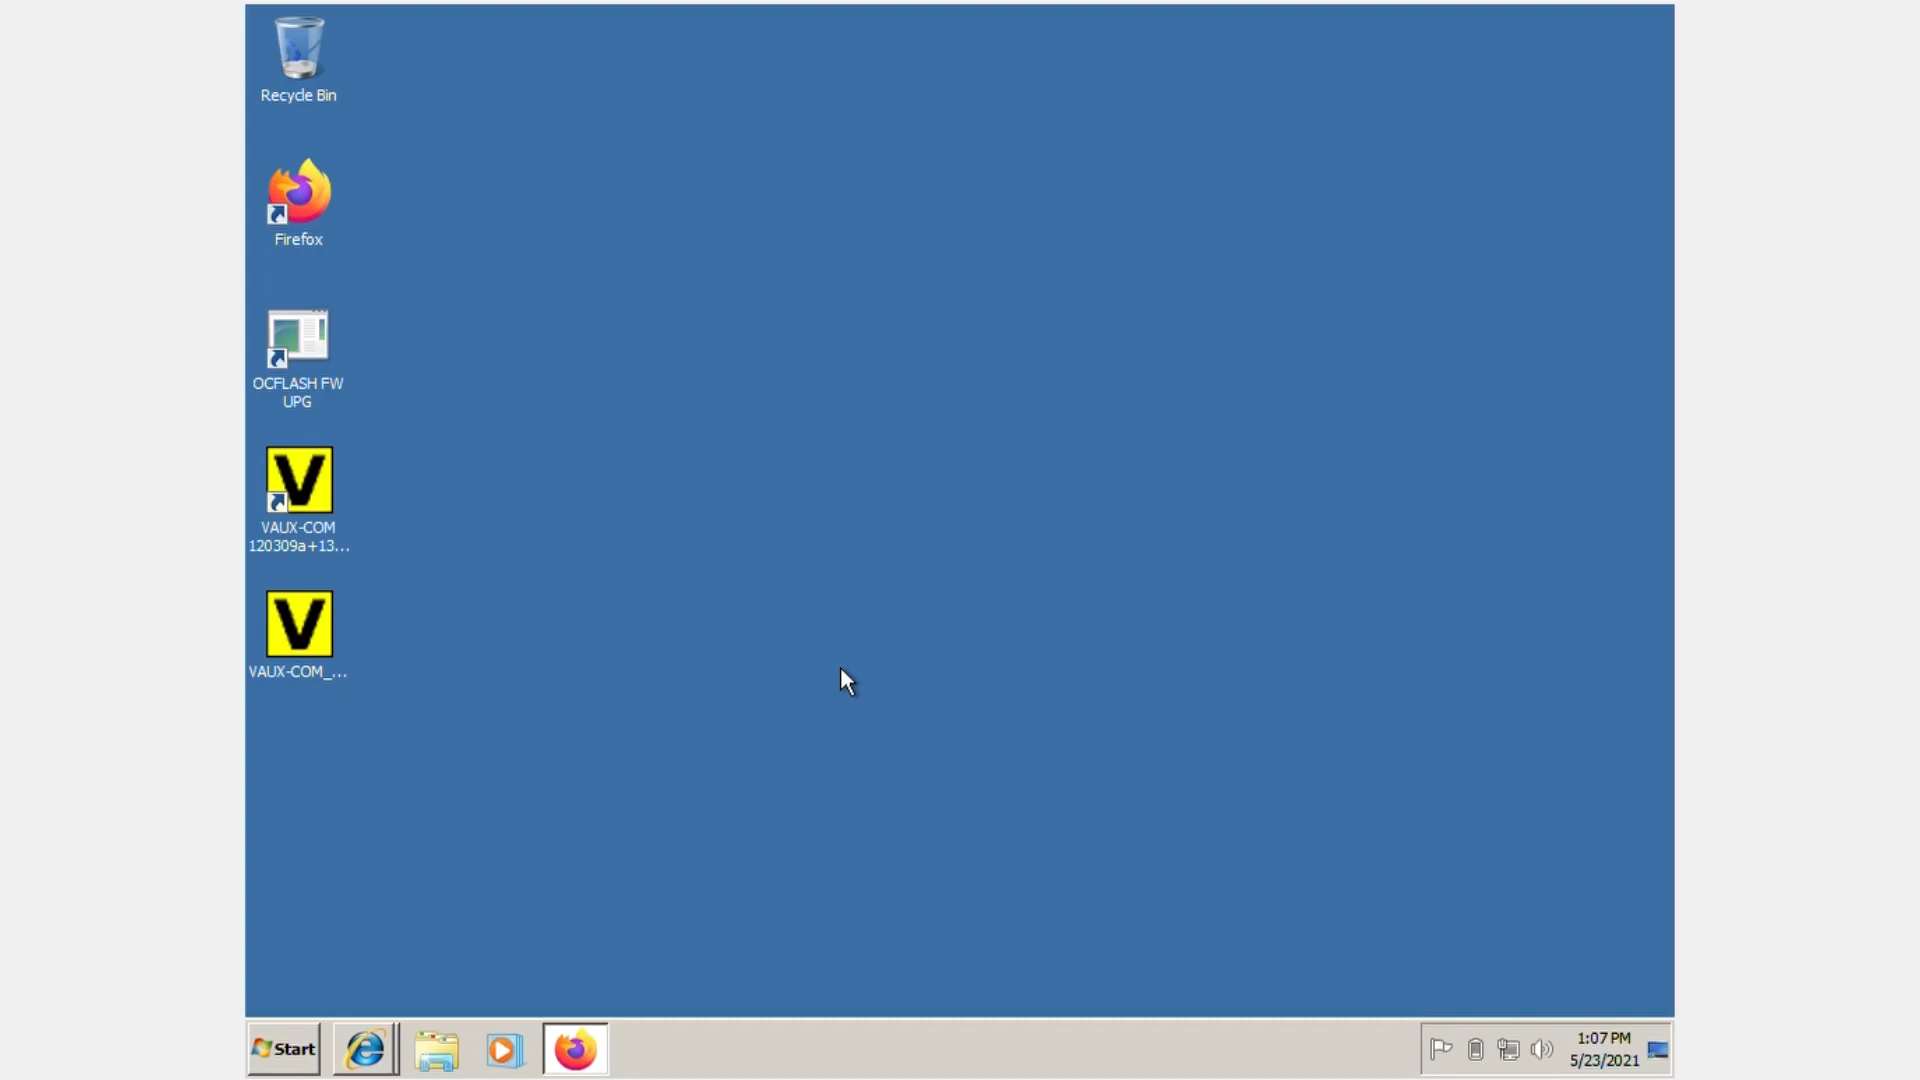 Recycle Bin
Firefox
OCFLASH FW
UPG
V
VAUX-COM
120309a+13...
V
VAUX-COM_...
Start
1:07 PM
5/23/2021